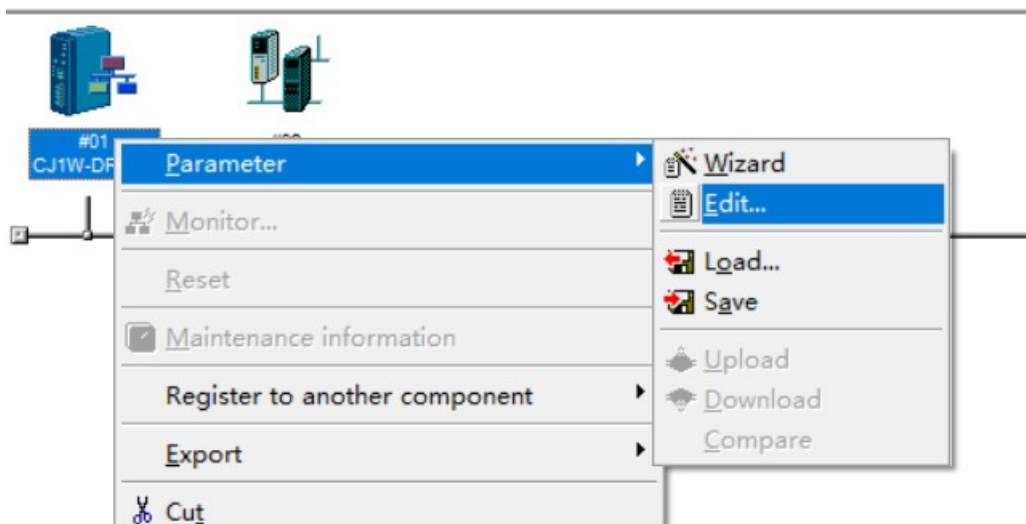 #01
CJ1W-DR
Parameter
Monitor...
Reset
Maintenance information
Register to another component
Export
Cut
Wizard
Edit...
Load...
Save
Upload
Download
Compare